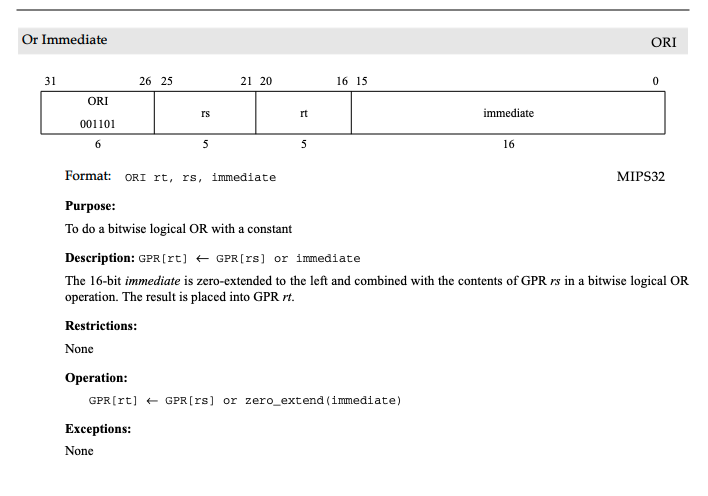 Or Immediate ORI
31 26 25 21 20 16 15 0
ORI
001101
rs rt immediate
6 5 5 16
Format: ORI rt, rs, immediate MIPS32
Purpose:
To do a bitwise logical OR with a constant
Description: GPR[rt] ← GPR[rs] or immediate
The 16-bit immediate is zero-extended to the left and combined with the contents of GPR rs in a bitwise logical OR
operation. The result is placed into GPR rt.
Restrictions:
None
Operation:
GPR[rt] ← GPR[rs] or zero_extend(immediate)
Exceptions:
None